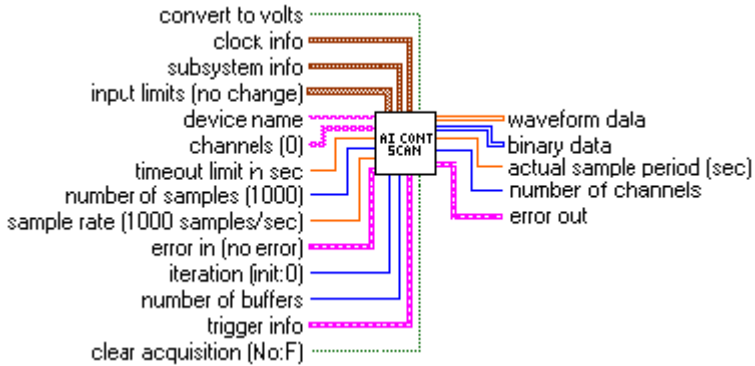 convert to volts
clock info
subsystem info
input limits (no change)
device name
channels (0)
timeout limit in sec
number of samples (1000)
sample rate (1000 samples/sec)
error in (no error)
iteration (init:0)
number of buffers
trigger info
clear acquisition (No:F)
AI CONT
SCAN
waveform data
binary data
actual sample period (sec)
number of channels
error out